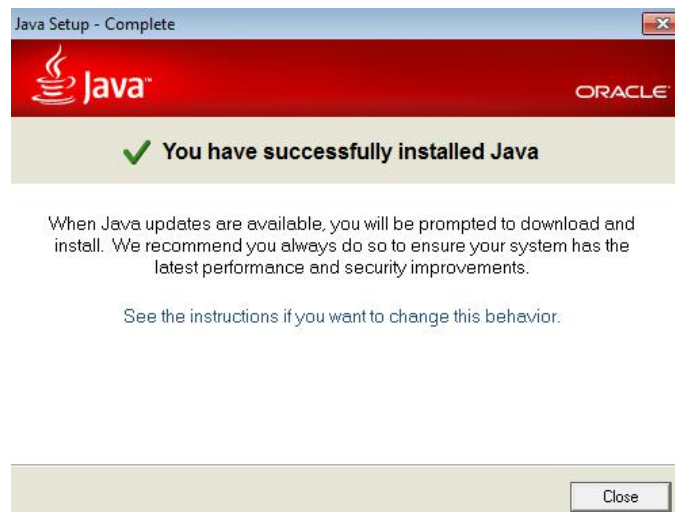 Java Setup - Complete
Java™
ORACLE®
You have successfully installed Java
When Java updates are available, you will be prompted to download and
install. We recommend you always do so to ensure your system has the
latest performance and security improvements.
See the instructions if you want to change this behavior.
Close